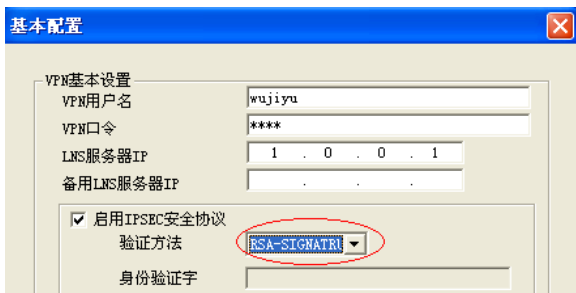 基本配置
VPN基本设置
VPN用户名 wujiyu
VPN口令 ****
LNS服务器IP 1 . 0 . 0 . 1
备用LNS服务器IP . . .
启用IPSEC安全协议
验证方法 RSA-SIGNATRU
身份验证字